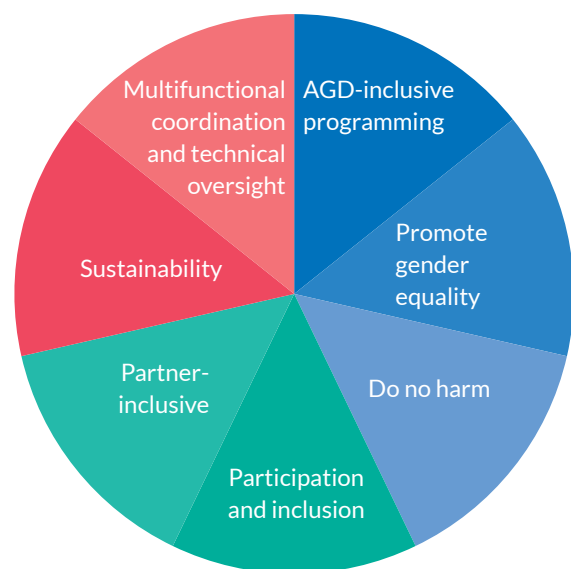 AGD-inclusive
programming
Promote
gender
equality
Do no harm
Participation
and inclusion
Partner-
inclusive
Sustainability
Multifunctional
coordination
and technical
oversight